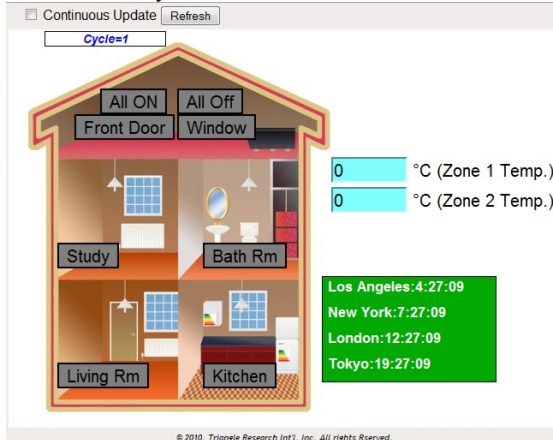 Continuous Update Refresh
Cycle=1
All ON All Off
Front Door Window
0 °C (Zone 1 Temp.)
0 °C (Zone 2 Temp.)
Study Bath Rm
Los Angeles:4:27:09
New York:7:27:09
London:12:27:09
Tokyo:19:27:09
Living Rm Kitchen
© 2010. Triangle Research Int'l, Inc. All rights Rserved.